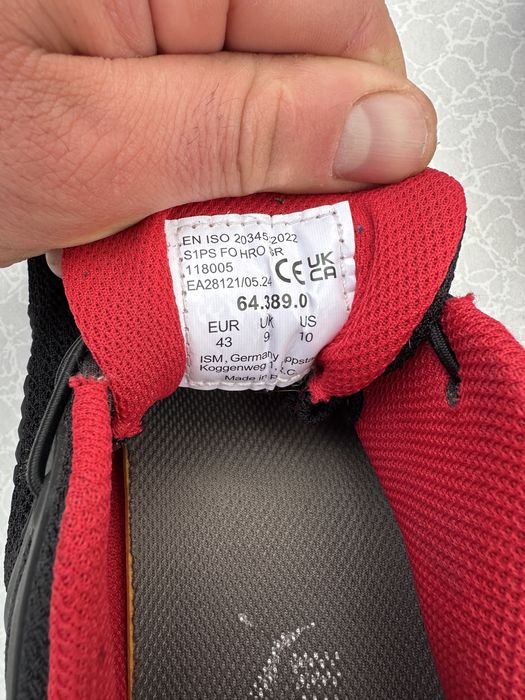 EN ISO 20345:2022
S1PS FO HRO SR
118005
EA28121/05.24
CE UK CA
64.389.0
EUR UK US
43 9 10
ISM, Germany
Koggenweg 1,
Made in